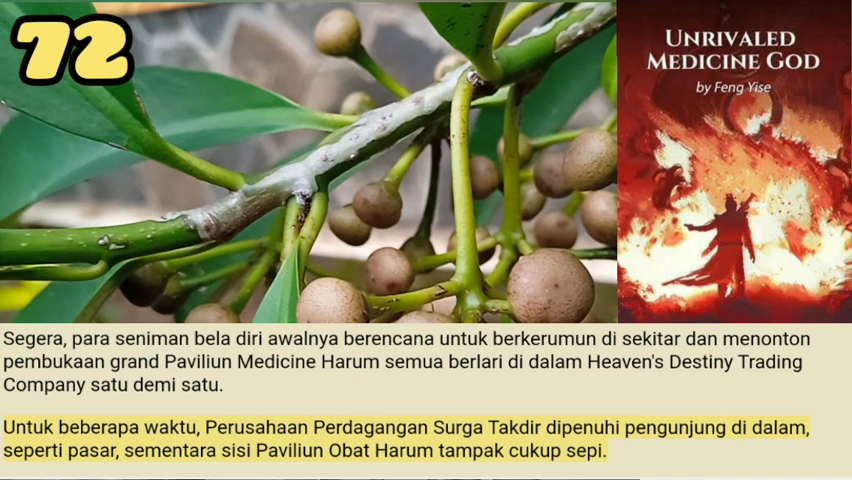 72
UNRIVALED
MEDICINE GOD
by Feng Yise
Segera, para seniman bela diri awalnya berencana untuk berkerumun di sekitar dan menonton
pembukaan grand Paviliun Medicine Harum semua berlari di dalam Heaven's Destiny Trading
Company satu demi satu.
Untuk beberapa waktu, Perusahaan Perdagangan Surga Takdir dipenuhi pengunjung di dalam,
seperti pasar, sementara sisi Paviliun Obat Harum tampak cukup sepi.